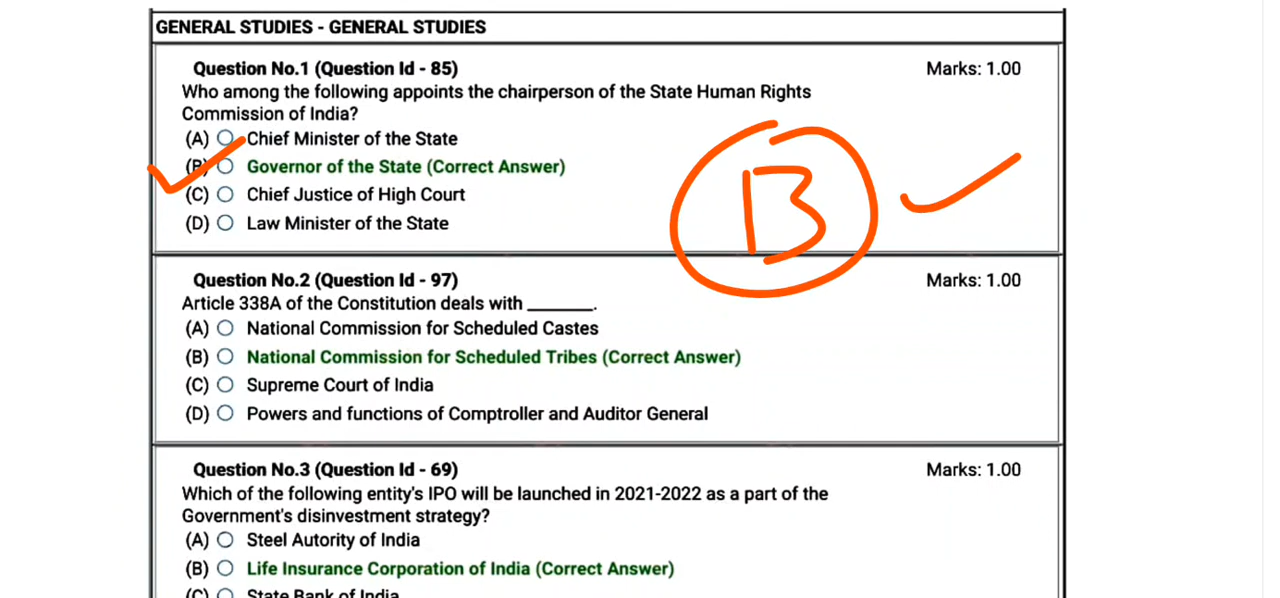 GENERAL STUDIES - GENERAL STUDIES
Question No.1 (Question Id - 85) Marks: 1.00
Who among the following appoints the chairperson of the State Human Rights
Commission of India?
(A) Chief Minister of the State
(B) Governor of the State (Correct Answer)
(C) Chief Justice of High Court
(D) Law Minister of the State
B
Question No.2 (Question Id - 97) Marks: 1.00
Article 338A of the Constitution deals with _______.
(A) National Commission for Scheduled Castes
(B) National Commission for Scheduled Tribes (Correct Answer)
(C) Supreme Court of India
(D) Powers and functions of Comptroller and Auditor General
Question No.3 (Question Id - 69) Marks: 1.00
Which of the following entity's IPO will be launched in 2021-2022 as a part of the
Government's disinvestment strategy?
(A) Steel Autority of India
(B) Life Insurance Corporation of India (Correct Answer)
(C) State Bank of India